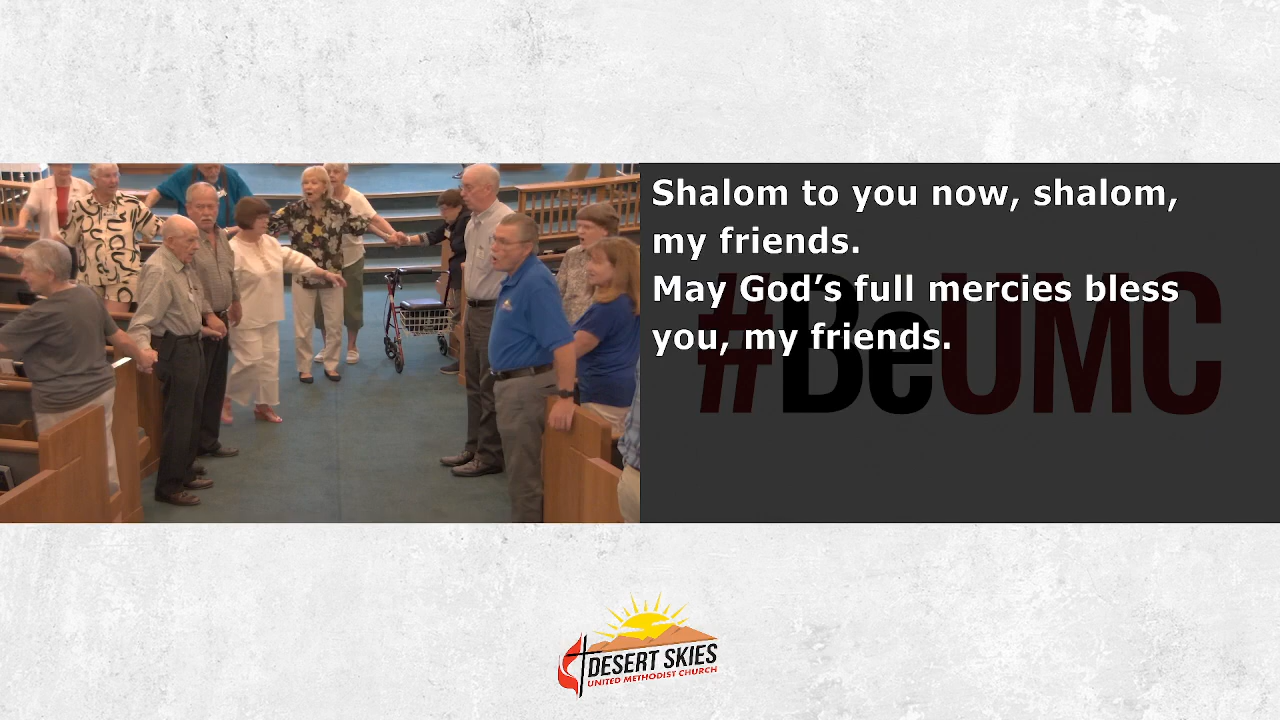 Shalom to you now, shalom,
my friends.
May God’s full mercies bless
you, my friends.
#BeUMC
DESERT SKIES
UNITED METHODIST CHURCH